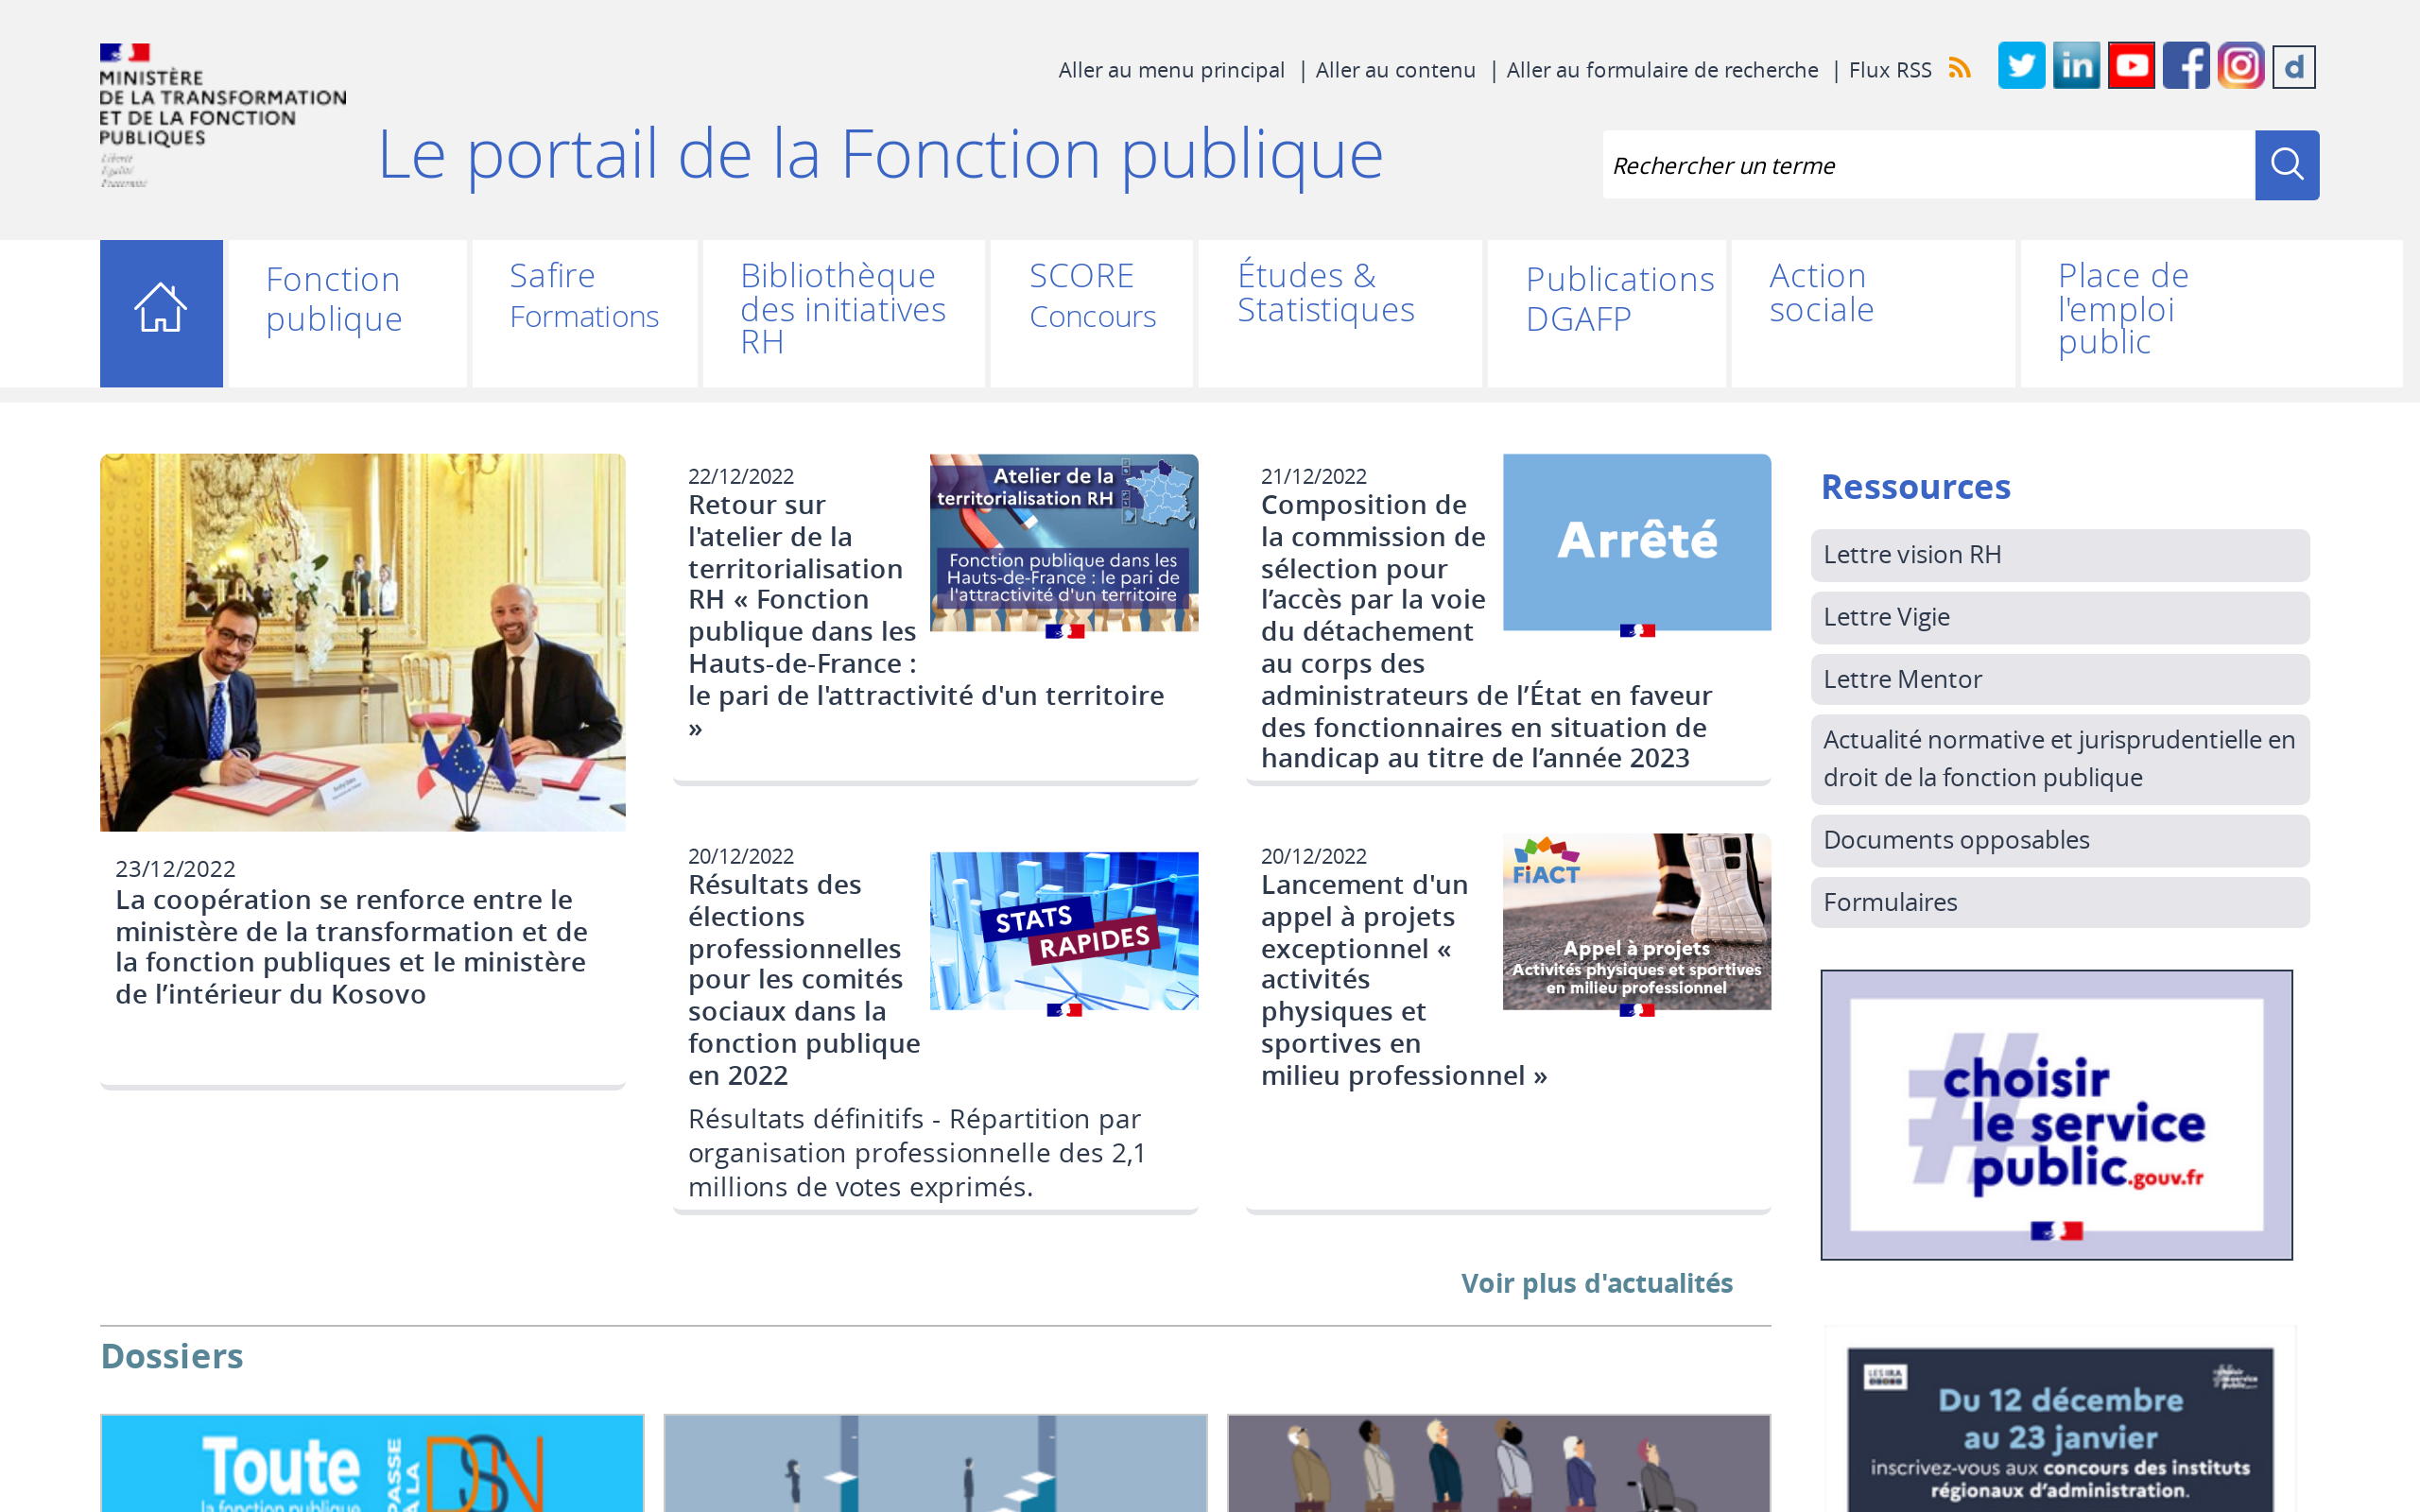 MINISTÈRE
DE LA TRANSFORMATION
ET DE LA FONCTION
PUBLIQUES
Liberté
Égalité
Fraternité
Aller au menu principal | Aller au contenu | Aller au formulaire de recherche | Flux RSS
Le portail de la Fonction publique
Rechercher un terme
Fonction
publique
Safire
Formations
Bibliothèque
des initiatives
RH
SCORE
Concours
Études &
Statistiques
Publications
DGAFP
Action
sociale
Place de
l'emploi
public
23/12/2022
La coopération se renforce entre le
ministère de la transformation et de
la fonction publiques et le ministère
de l’intérieur du Kosovo
22/12/2022
Retour sur
l'atelier de la
territorialisation
RH « Fonction
publique dans les
Hauts-de-France :
le pari de l'attractivité d'un territoire
»
Atelier de la
territorialisation RH
Fonction publique dans les
Hauts-de-France : le pari de
l'attractivité d'un territoire
21/12/2022
Composition de
la commission de
sélection pour
l’accès par la voie
du détachement
au corps des
administrateurs de l’État en faveur
des fonctionnaires en situation de
handicap au titre de l’année 2023
Arrêté
20/12/2022
Résultats des
élections
professionnelles
pour les comités
sociaux dans la
fonction publique
en 2022
Résultats définitifs - Répartition par
organisation professionnelle des 2,1
millions de votes exprimés.
STATS
RAPIDES
20/12/2022
Lancement d'un
appel à projets
exceptionnel «
activités
physiques et
sportives en
milieu professionnel »
FiACT
Appel à projets
Activités physiques et sportives
en milieu professionnel
Voir plus d'actualités
Ressources
Lettre vision RH
Lettre Vigie
Lettre Mentor
Actualité normative et jurisprudentielle en
droit de la fonction publique
Documents opposables
Formulaires
#
choisir
le service
public.gouv.fr
Dossiers
Toute
la fonction publique
PASSE
À LA
DSN
LES IRA
Du 12 décembre
au 23 janvier
inscrivez-vous aux concours des instituts
régionaux d’administration.